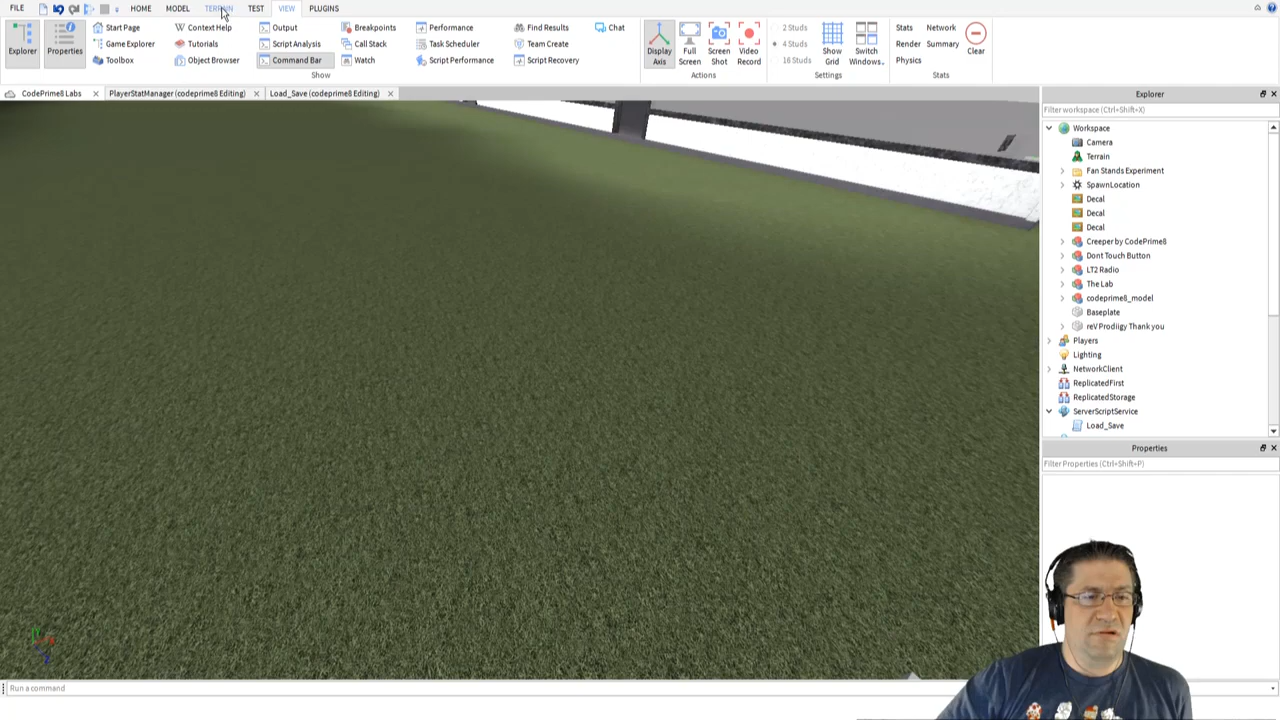 FILE HOME MODEL TERRAIN TEST VIEW PLUGINS
Explorer Properties Start Page Context Help Output Breakpoints Performance Find Results Chat Display Axis Full Screen Screen Shot Video Record 2 Studs Show Grid Switch Windows.. Stats Network Clear
Game Explorer Tutorials Script Analysis Call Stack Task Scheduler Team Create 4 Studs Render Summary
Toolbox Object Browser Command Bar Watch Script Performance Script Recovery 16 Studs Physics
Show Actions Settings Stats
CodePrime8 Labs PlayerStatManager (codeprime8 Editing) Load_Save (codeprime8 Editing) Explorer
Filter workspace (Ctrl+Shift+X)
Workspace
Camera
Terrain
Fan Stands Experiment
SpawnLocation
Decal
Decal
Decal
Creeper by CodePrime8
Dont Touch Button
LT2 Radio
The Lab
codeprime8_model
Baseplate
reV Prodiigy Thank you
Players
Lighting
NetworkClient
ReplicatedFirst
ReplicatedStorage
ServerScriptService
Load_Save
Properties
Filter Properties (Ctrl+Shift+P)
Run a command